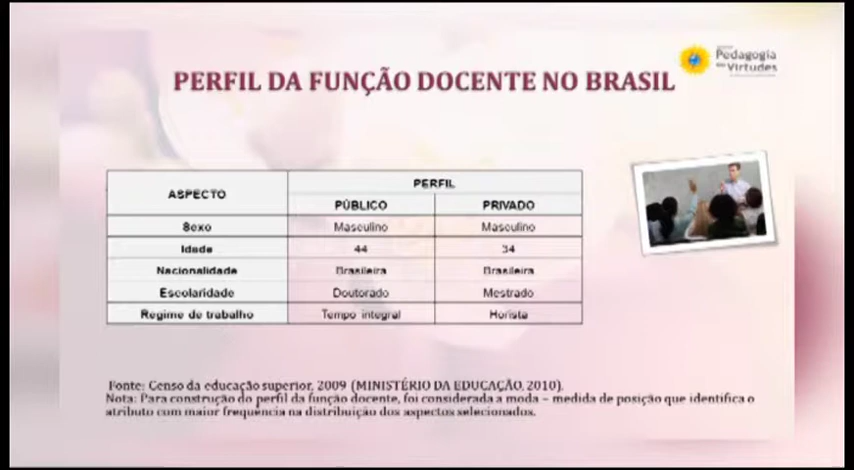 Pedagogia
Virtudes
PERFIL DA FUNÇÃO DOCENTE NO BRASIL
ASPECTO PERFIL
PÚBLICO PRIVADO
Sexo Masculino Masculino
Idade 44 34
Nacionalidade Brasileira Brasileira
Escolaridade Doutorado Mestrado
Regime de trabalho Tempo integral Horista
Fonte: Censo da educação superior, 2009 (MINISTÉRIO DA EDUCAÇÃO, 2010).
Nota: Para construção do perfil da função docente, foi considerada a moda – medida de posição que identifica o
atributo com maior frequência na distribuição dos aspectos selecionados.